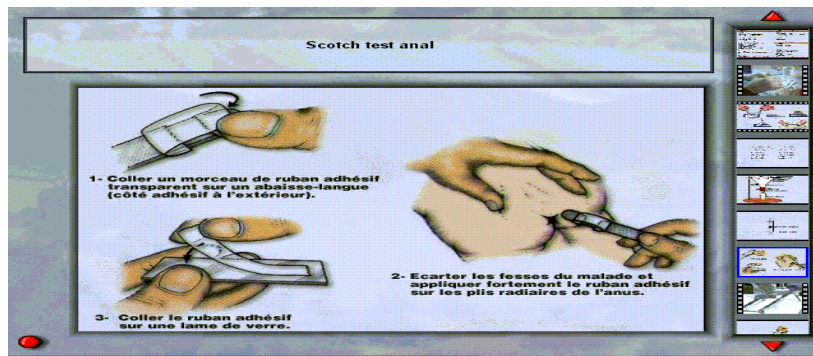 Scotch test anal
1- Coller un morceau de ruban adhésif
transparent sur un abaisse-langue
(côté adhésif à l'extérieur).
2- Ecarter les fesses du malade et
appliquer fortement le ruban adhésif
sur les plis radiaires de l'anus.
3- Coller le ruban adhésif
sur une lame de verre.